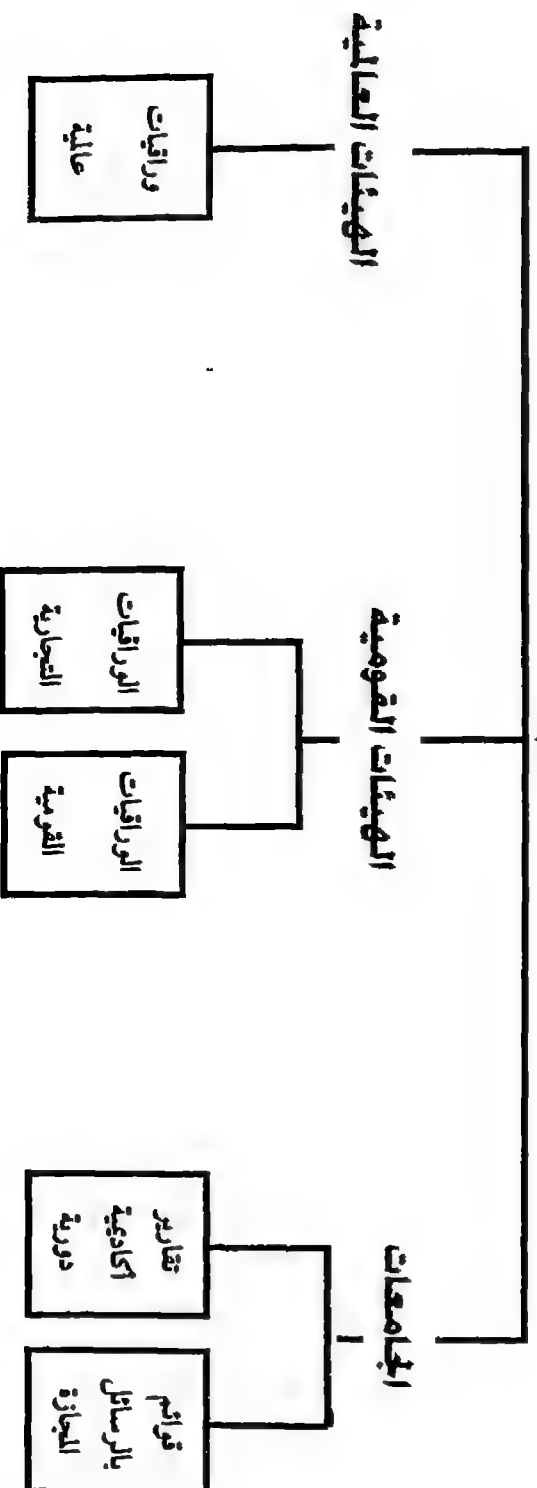 الجامعات
قوائم
بالرسائل
المجازة
تقارير
أكاديمية
دورية
الهيئات القومية
الوراقيات
القومية
الوراقيات
التجارية
الهيئات العالمية
وراقيات
عالمية